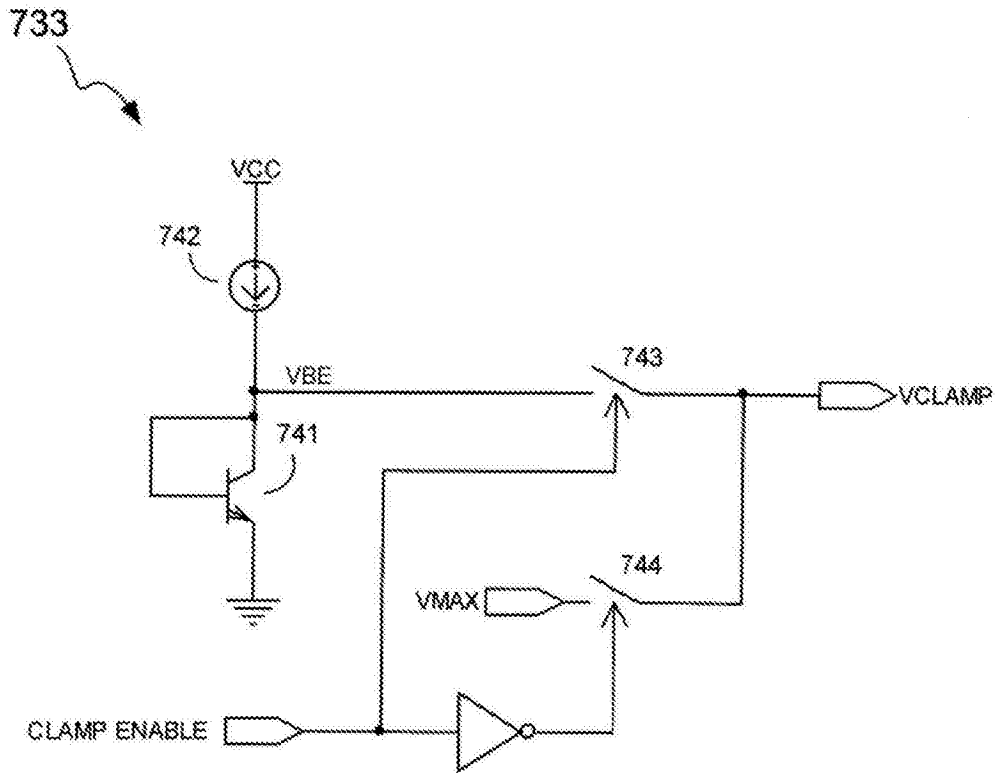 733
VCC
742
VBE
743
VCLAMP
741
744
VMAX
CLAMP ENABLE